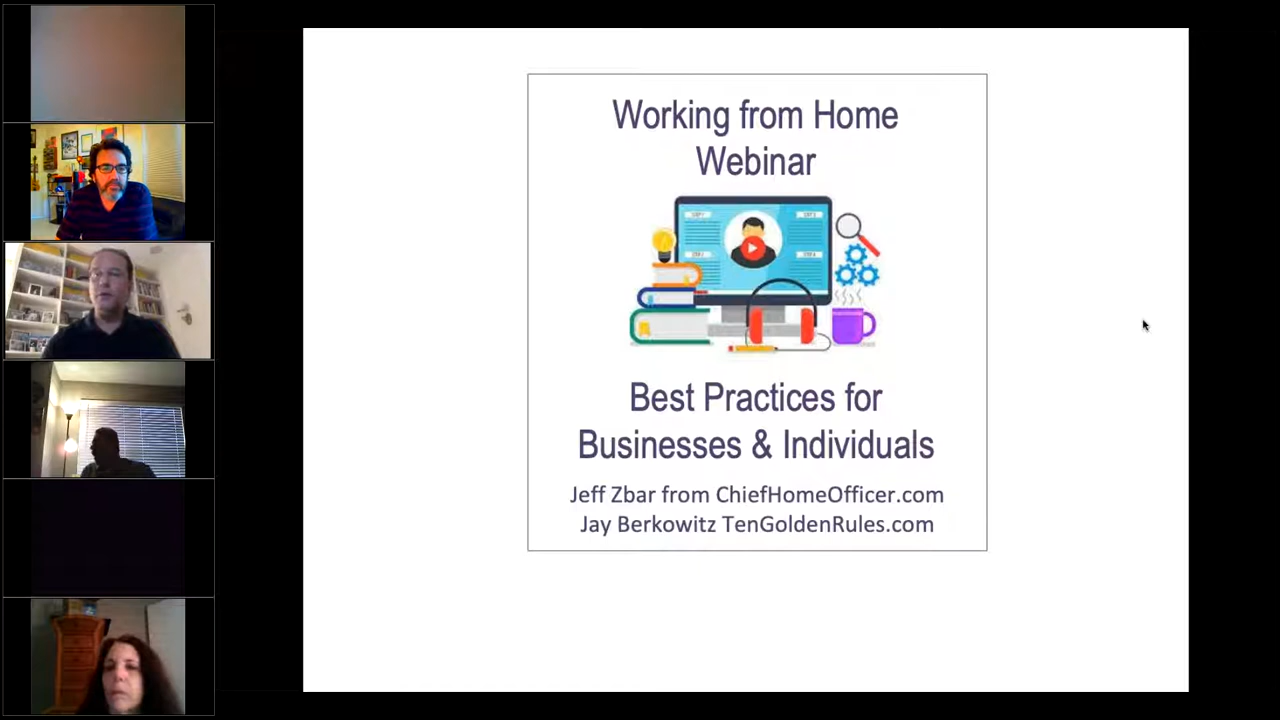 Working from Home
Webinar
Best Practices for
Businesses & Individuals
Jeff Zbar from ChiefHomeOfficer.com
Jay Berkowitz TenGoldenRules.com